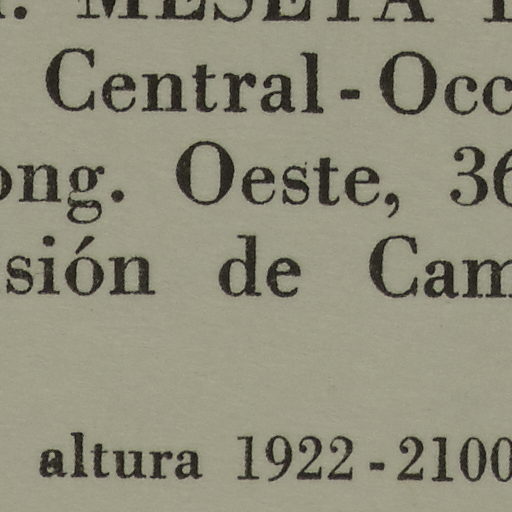 MESETA
Central-Occ
ong. Oeste, 36
sión de Cam
altura 1922-2100